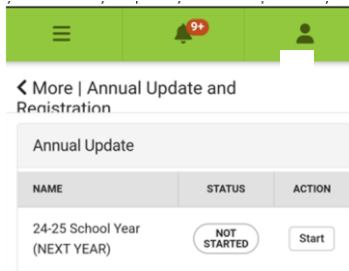 9+
More | Annual Update and
Registration
Annual Update
NAME STATUS ACTION
24-25 School Year NOT Start
(NEXT YEAR) STARTED